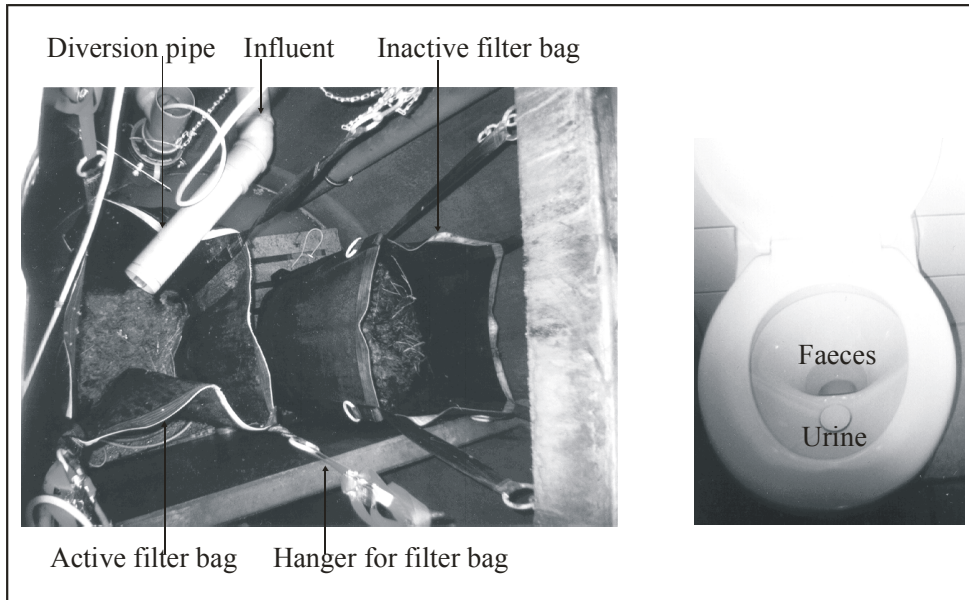 Diversion pipe
Influent
Inactive filter bag
Faeces
Urine
Active filter bag
Hanger for filter bag